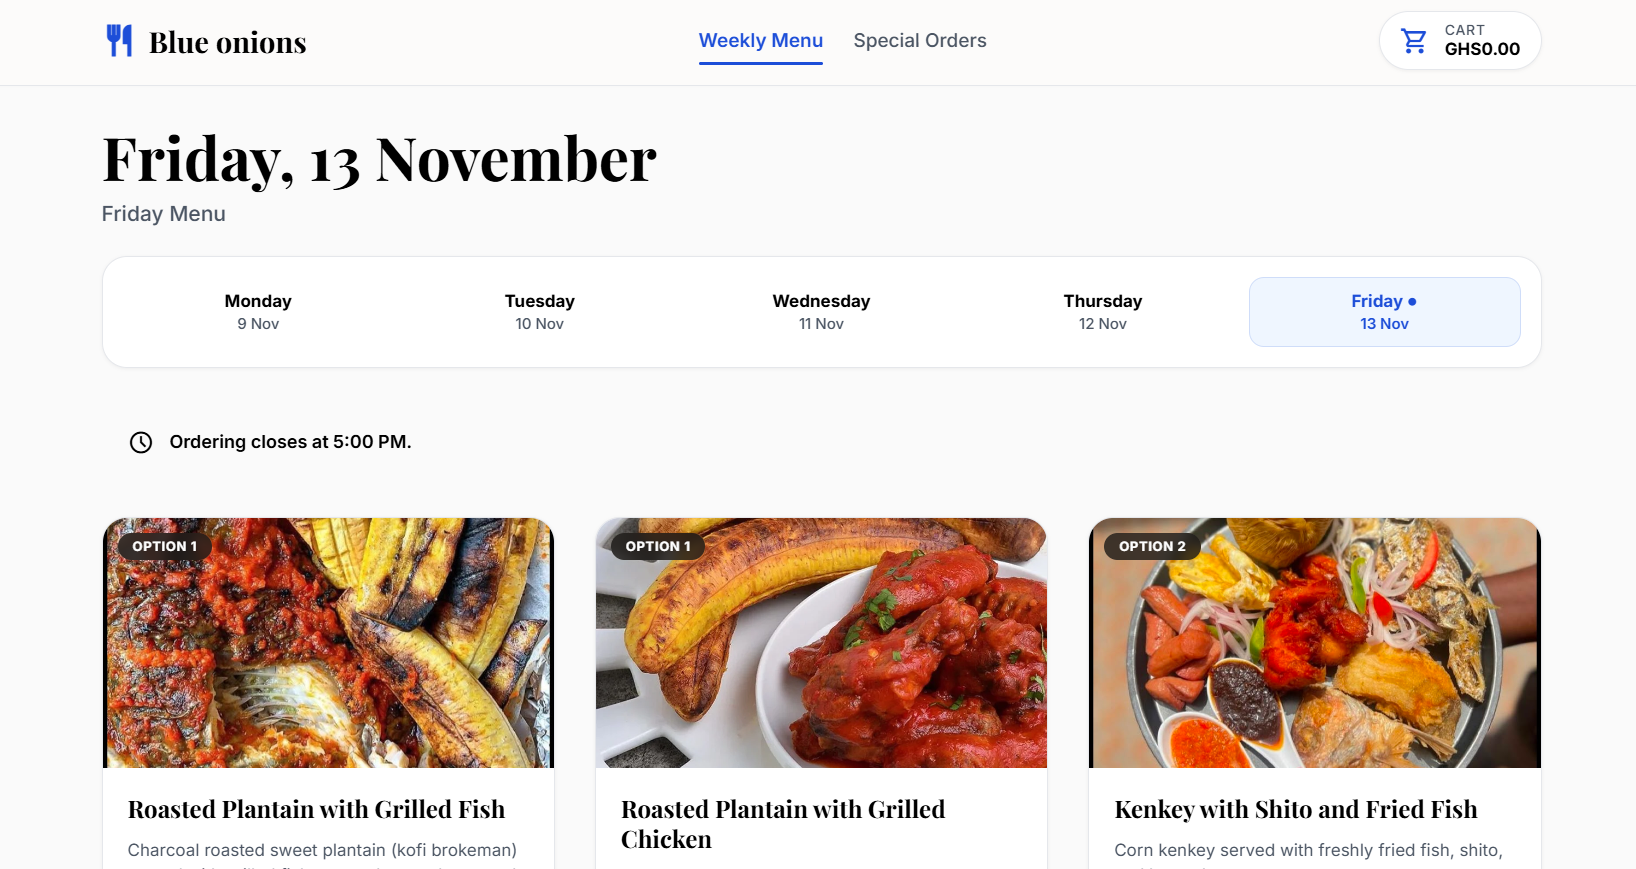 Blue onions
Weekly Menu
Special Orders
CART
GHS0.00
Friday, 13 November
Friday Menu
Monday
9 Nov
Tuesday
10 Nov
Wednesday
11 Nov
Thursday
12 Nov
Friday
13 Nov
Ordering closes at 5:00 PM.
OPTION 1
OPTION 1
OPTION 2
Roasted Plantain with Grilled Fish
Charcoal roasted sweet plantain (kofi brokeman)
Roasted Plantain with Grilled
Chicken
Kenkey with Shito and Fried Fish
Corn kenkey served with freshly fried fish, shito,